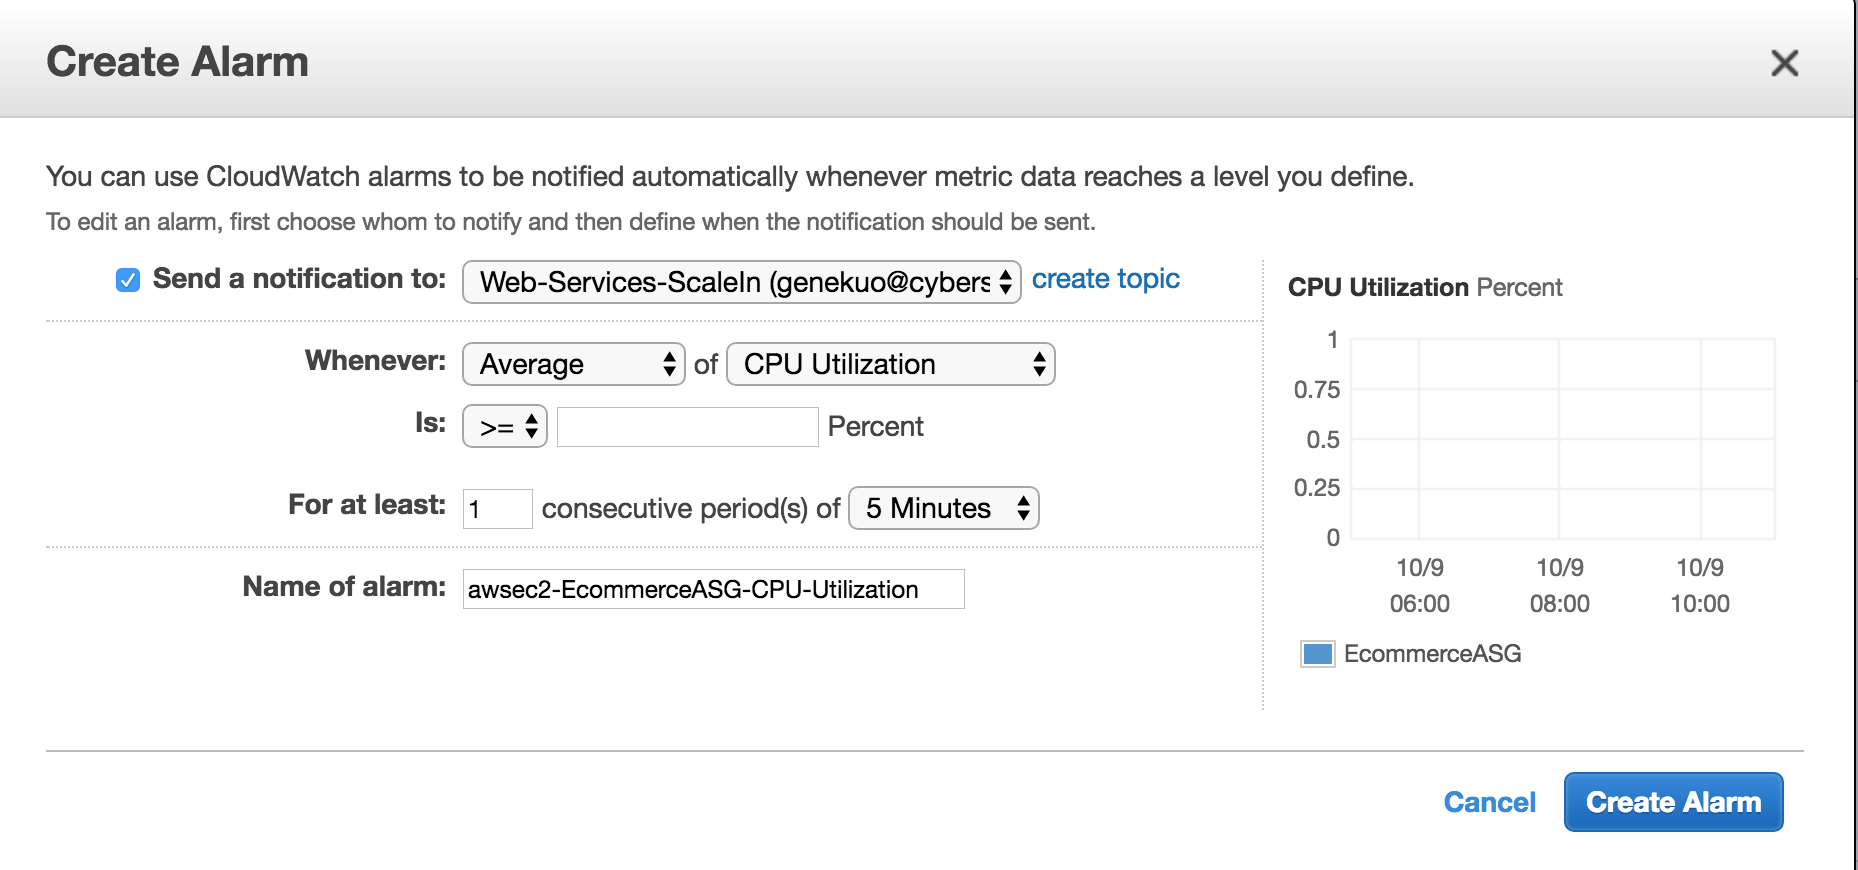 Create Alarm
You can use CloudWatch alarms to be notified automatically whenever metric data reaches a level you define.
To edit an alarm, first choose whom to notify and then define when the notification should be sent.
Send a notification to: Web-Services-ScaleIn (genekuo@cybers create topic
Whenever: Average of CPU Utilization
Is: >= Percent
For at least: 1 consecutive period(s) of 5 Minutes
Name of alarm: awsec2-EcommerceASG-CPU-Utilization
CPU Utilization Percent
1
0.75
0.5
0.25
0
10/9 10/9 10/9
06:00 08:00 10:00
EcommerceASG
Cancel Create Alarm